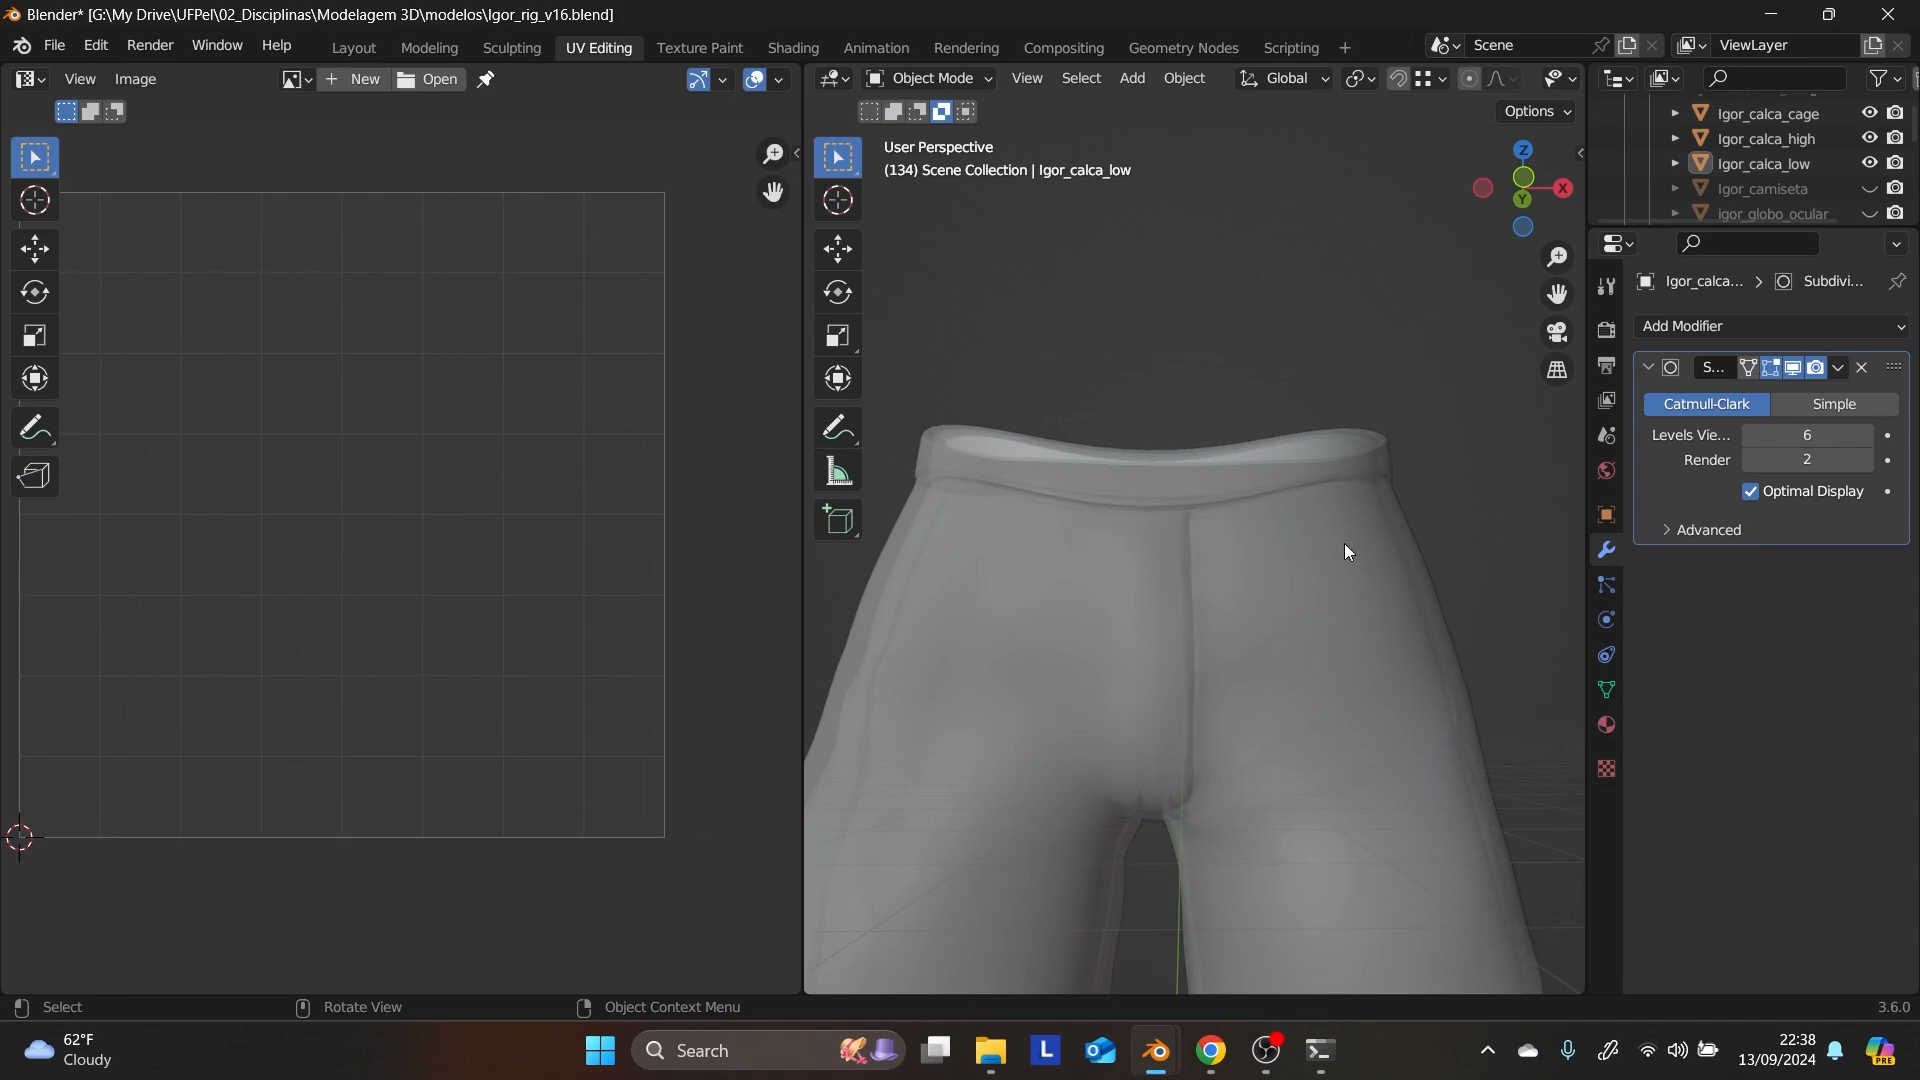 Blender* [G:\My Drive\UFPel\02_Disciplinas\Modelagem 3D\modelos\Igor_rig_v16.blend]
File Edit Render Window Help Layout Modeling Sculpting UV Editing Texture Paint Shading Animation Rendering Compositing Geometry Nodes Scripting + Scene ViewLayer
View Image New Open Object Mode View Select Add Object Global
Options
User Perspective
(134) Scene Collection | Igor_calca_low
Z
X
Y
Igor_calca_cage
Igor_calca_high
Igor_calca_low
Igor_camiseta
igor_globo_ocular
Igor_calca... > Subdivi...
Add Modifier
S...
Catmull-Clark Simple
Levels Vie... 6
Render 2
Optimal Display
Advanced
Select Rotate View Object Context Menu 3.6.0
62°F
Cloudy
Search
L
22:38
13/09/2024
PRE